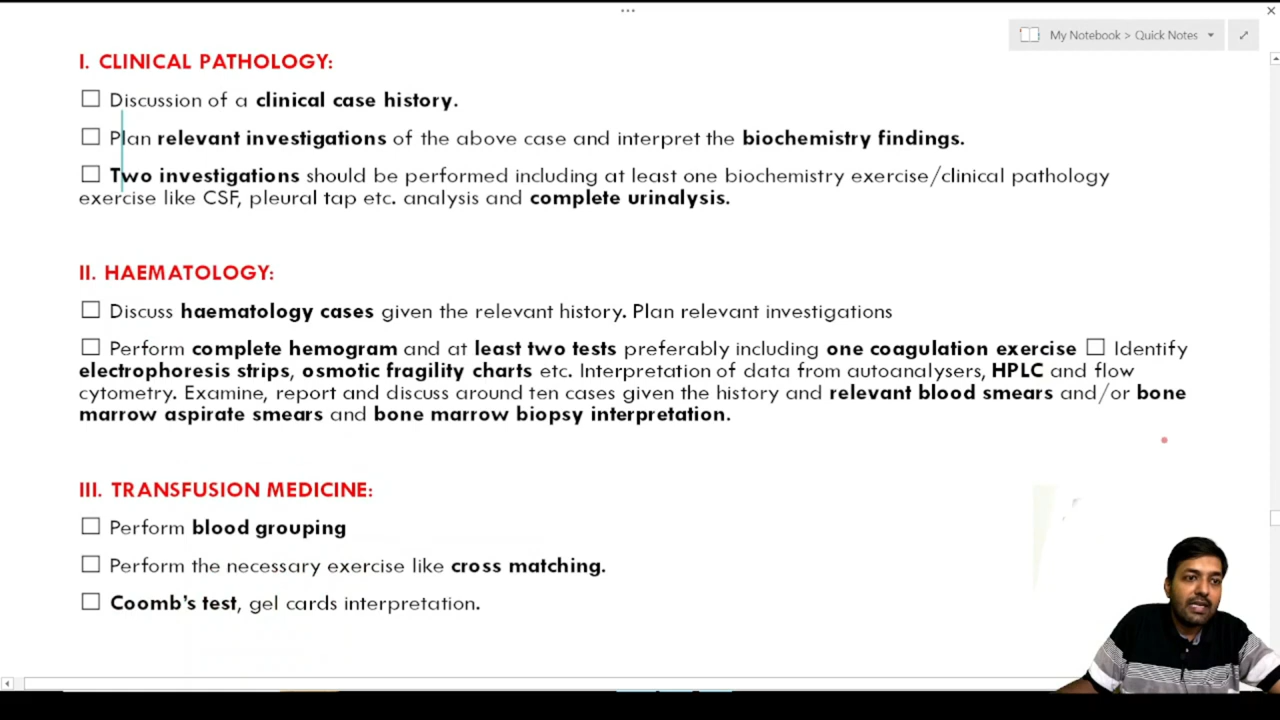 ...
My Notebook > Quick Notes
I. CLINICAL PATHOLOGY:
☐ Discussion of a clinical case history.
☐ Plan relevant investigations of the above case and interpret the biochemistry findings.
☐ Two investigations should be performed including at least one biochemistry exercise/clinical pathology
exercise like CSF, pleural tap etc. analysis and complete urinalysis.
II. HAEMATOLOGY:
☐ Discuss haematology cases given the relevant history. Plan relevant investigations
☐ Perform complete hemogram and at least two tests preferably including one coagulation exercise ☐ Identify
electrophoresis strips, osmotic fragility charts etc. Interpretation of data from autoanalysers, HPLC and flow
cytometry. Examine, report and discuss around ten cases given the history and relevant blood smears and/or bone
marrow aspirate smears and bone marrow biopsy interpretation.
III. TRANSFUSION MEDICINE:
☐ Perform blood grouping
☐ Perform the necessary exercise like cross matching.
☐ Coomb's test, gel cards interpretation.